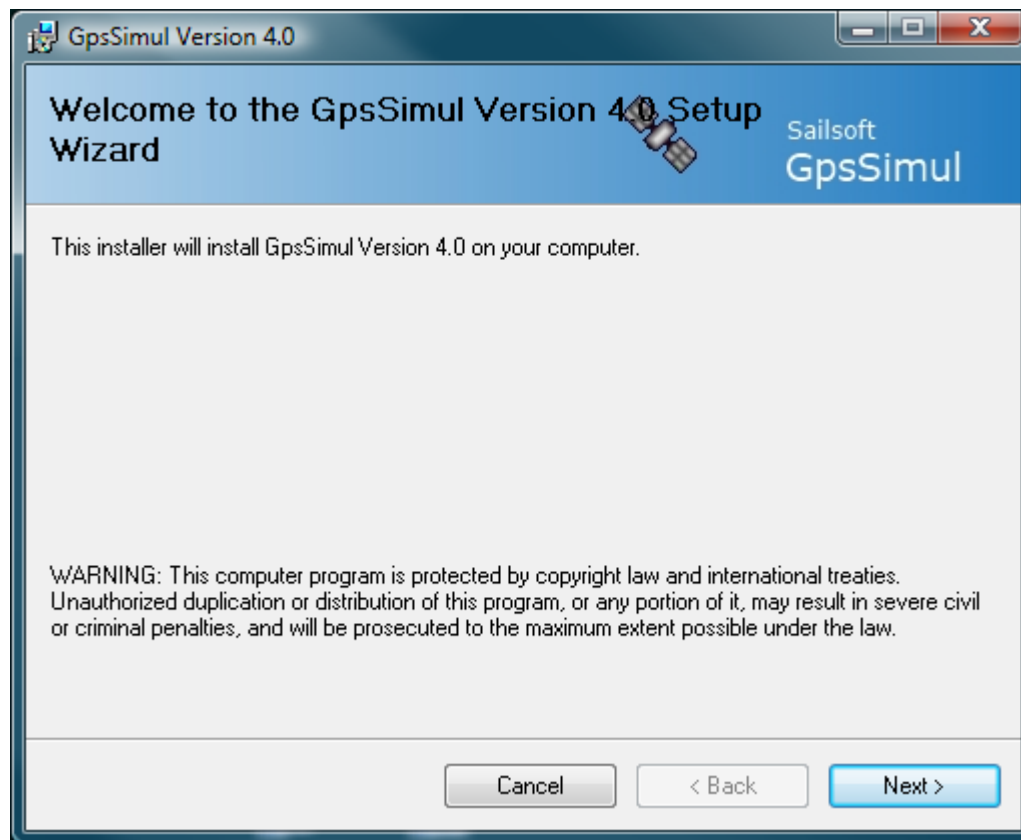 GpsSimul Version 4.0
Welcome to the GpsSimul Version 4.0 Setup
Wizard
Sailsoft
GpsSimul
This installer will install GpsSimul Version 4.0 on your computer.
WARNING: This computer program is protected by copyright law and international treaties.
Unauthorized duplication or distribution of this program, or any portion of it, may result in severe civil
or criminal penalties, and will be prosecuted to the maximum extent possible under the law.
Cancel
< Back
Next >